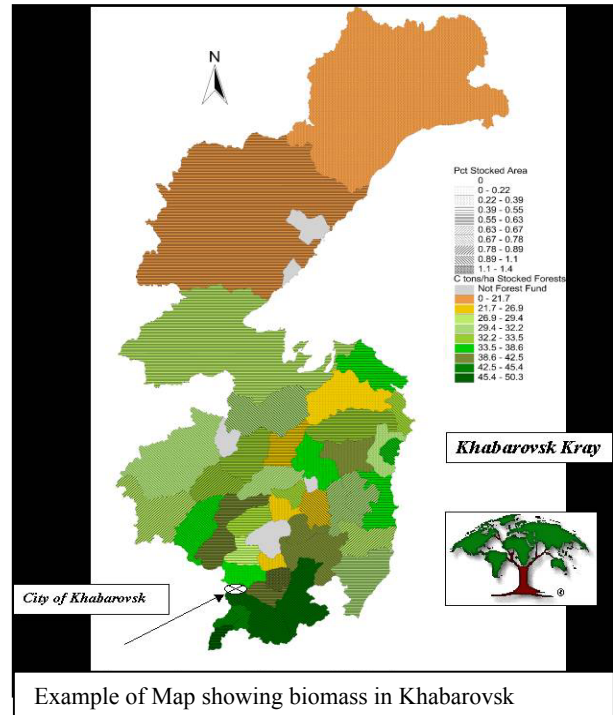 N
Pct Stocked Area
0
0 - 0.22
0.22 - 0.39
0.39 - 0.55
0.55 - 0.63
0.63 - 0.67
0.67 - 0.78
0.78 - 0.89
0.89 - 1.1
1.1 - 1.4
C tons/ha Stocked Forests
Not Forest Fund
0 - 21.7
21.7 - 26.9
26.9 - 29.4
29.4 - 32.2
32.2 - 33.5
33.5 - 38.6
38.6 - 42.5
42.5 - 45.4
45.4 - 50.3
Khabarovsk Kray
®
City of Khabarovsk
Example of Map showing biomass in Khabarovsk